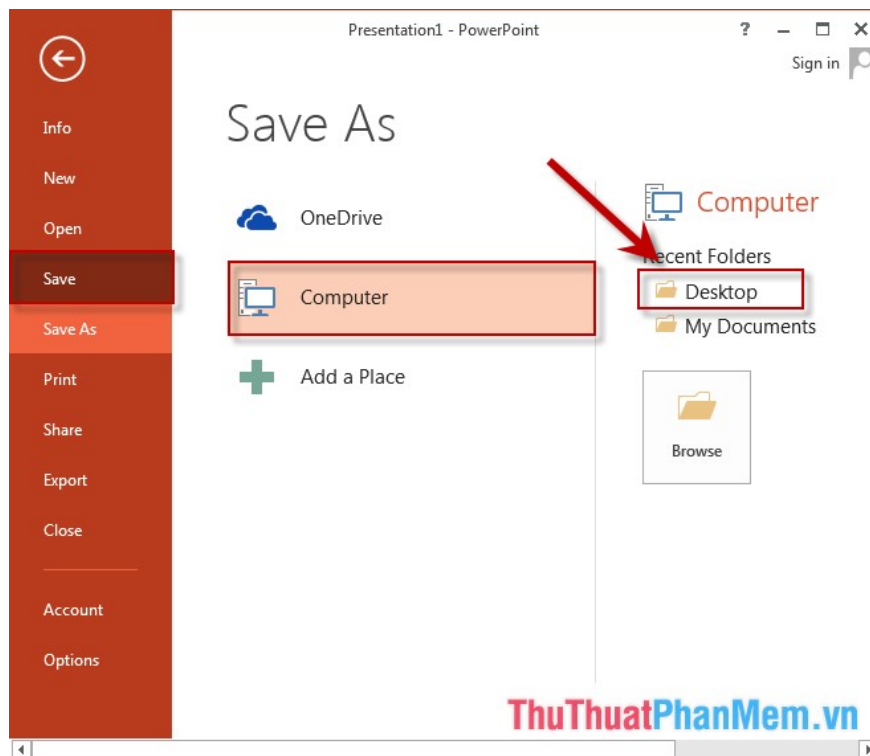 Presentation1 - PowerPoint
?
Sign in
Info
New
Open
Save
Save As
Print
Share
Export
Close
Account
Options
Save As
OneDrive
Computer
Add a Place
Computer
Recent Folders
Desktop
My Documents
Browse
ThuThuatPhanMem.vn